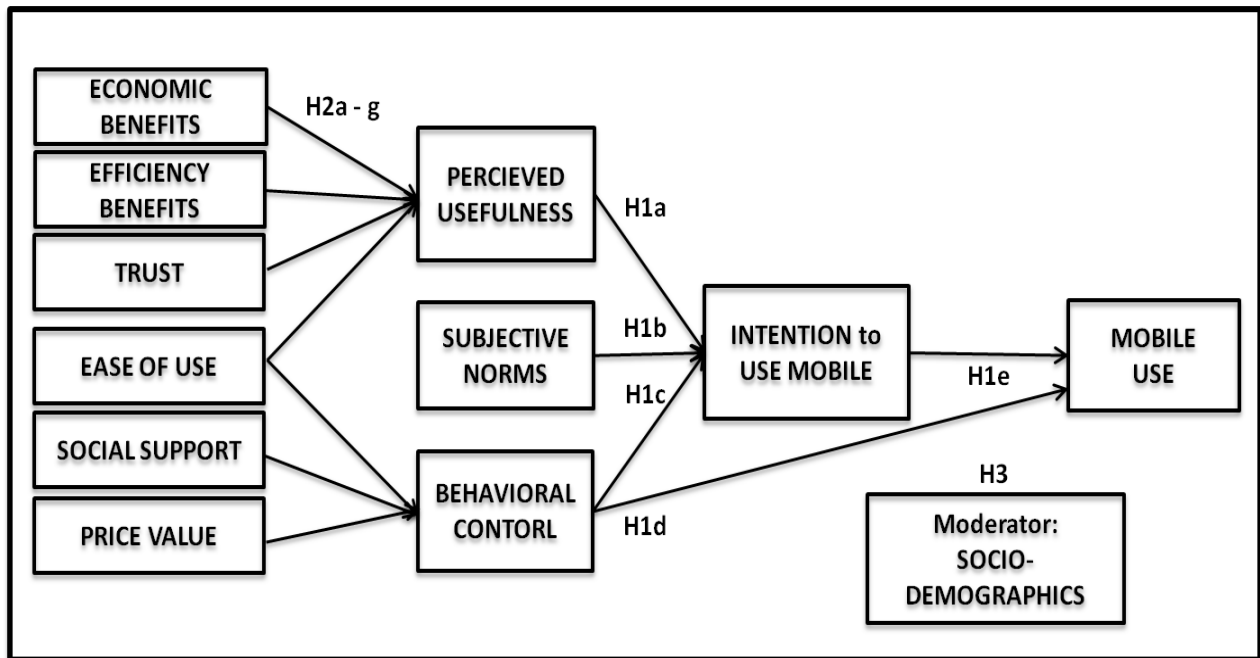 ECONOMIC
BENEFITS
H2a - g
EFFICIENCY
BENEFITS
TRUST
EASE OF USE
SOCIAL SUPPORT
PRICE VALUE
PERCIEVED
USEFULNESS
SUBJECTIVE
NORMS
BEHAVIORAL
CONTORL
H1a
H1b
H1c
H1d
INTENTION to
USE MOBILE
H1e
MOBILE
USE
H3
Moderator:
SOCIO-
DEMOGRAPHICS